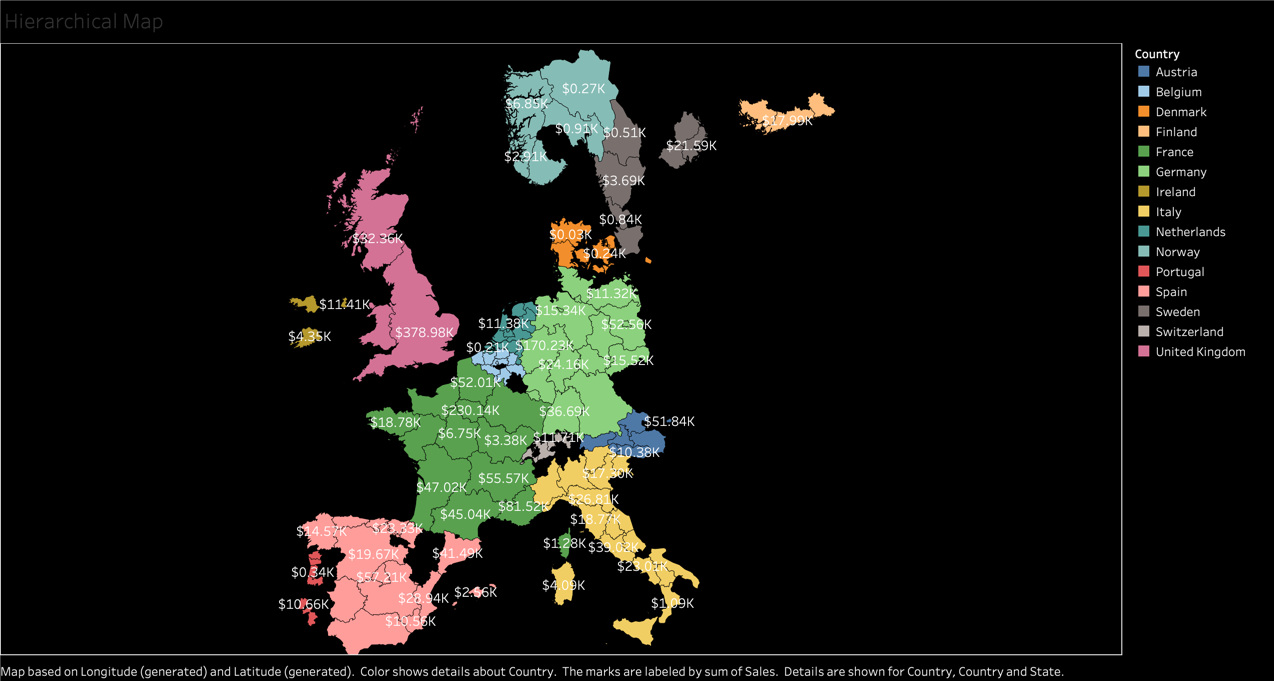 Hierarchical Map
Country
Austria
Belgium
Denmark
Finland
France
Germany
Ireland
Italy
Netherlands
Norway
Portugal
Spain
Sweden
Switzerland
United Kingdom
$0.27K
$6.85K
$17.99K
$0.91K
$0.51K
$21.59K
$2.91K
$3.69K
$0.84K
$0.03K
$32.36K
$0.24K
$11.32K
$11.41K
$15.34K
$11.38K
$52.56K
$378.98K
$4.35K
$0.21K
$170.23K
$24.16K
$15.52K
$52.01K
$230.14K
$36.69K
$18.78K
$51.84K
$6.75K
$3.38K
$11.71K
$10.38K
$17.30K
$55.57K
$47.02K
$26.81K
$81.52K
$45.04K
$18.77K
$14.57K
$23.33K
$1.28K
$39.02K
$19.67K
$41.49K
$23.01K
$0.34K
$57.21K
$4.09K
$2.56K
$28.94K
$10.66K
$1.09K
$10.56K
Map based on Longitude (generated) and Latitude (generated).  Color shows details about Country.  The marks are labeled by sum of Sales.  Details are shown for Country, Country and State.